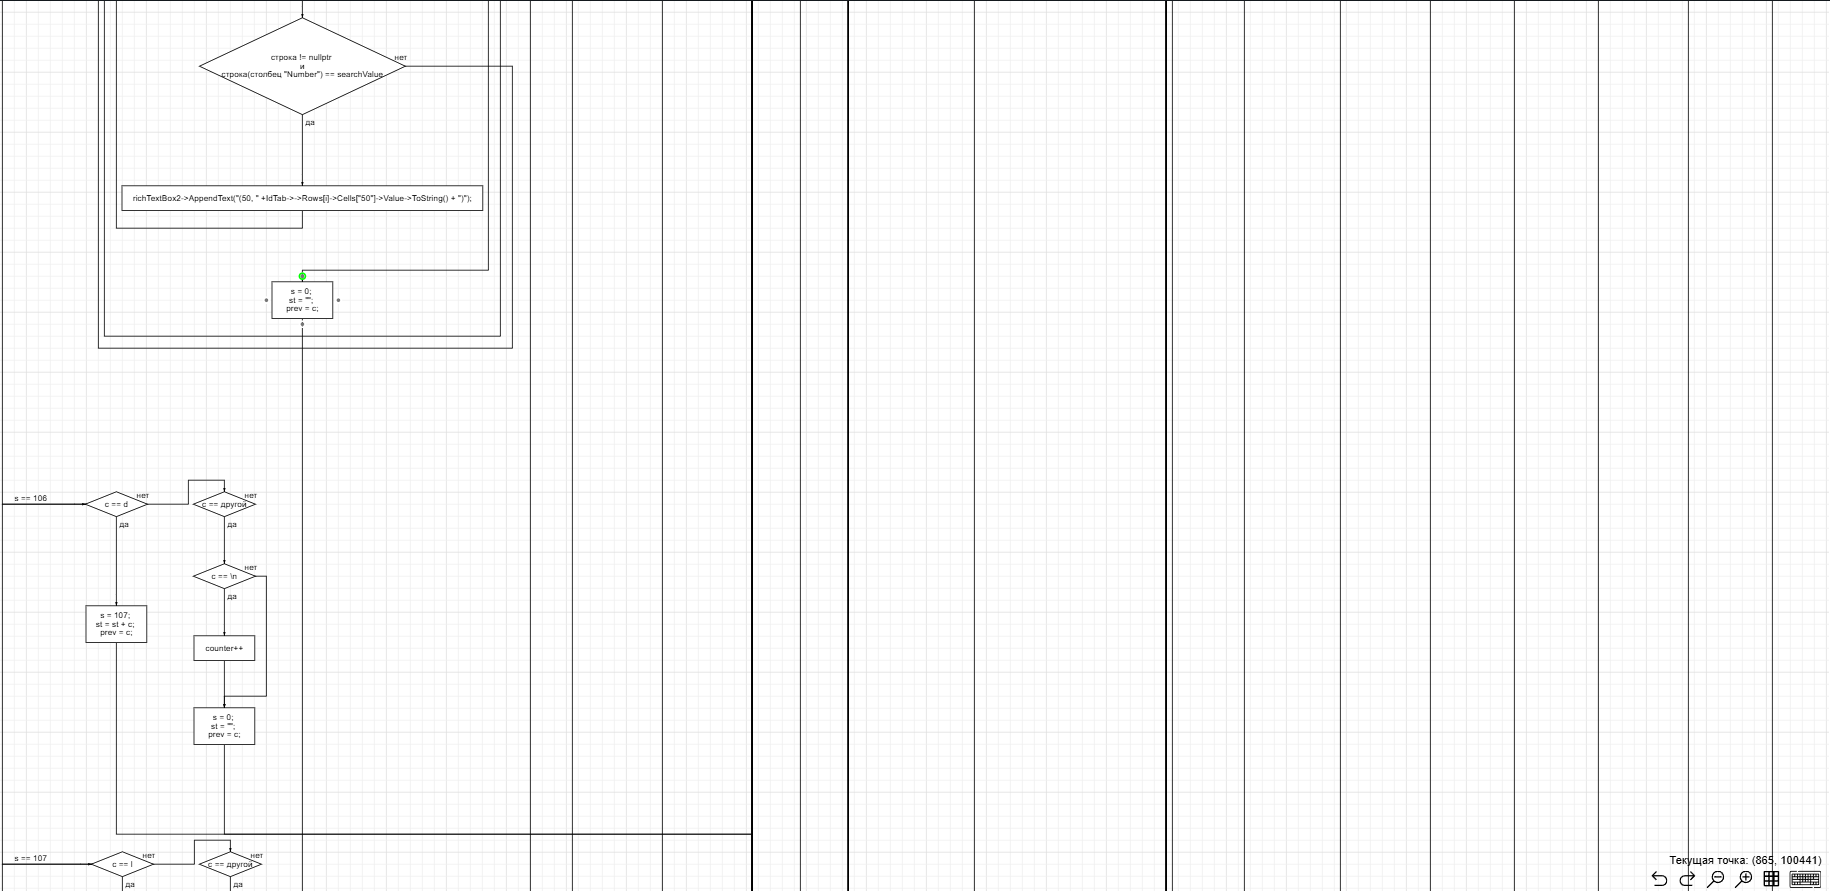 строка != nullptr
и
строка(столбец "Number") == searchValue
нет
да
richTextBox2->AppendText("(50, " +IdTab->->Rows[i]->Cells["50"]->Value->ToString() + ")");
s = 0;
st = "";
prev = c;
s == 106
c == d
нет
c == другой
нет
да
да
c == \n
нет
да
s = 107;
st = st + c;
prev = c;
counter++
s = 0;
st = "";
prev = c;
s == 107
c == l
нет
c == другой
нет
да
да
Текущая точка: (865, 100441)